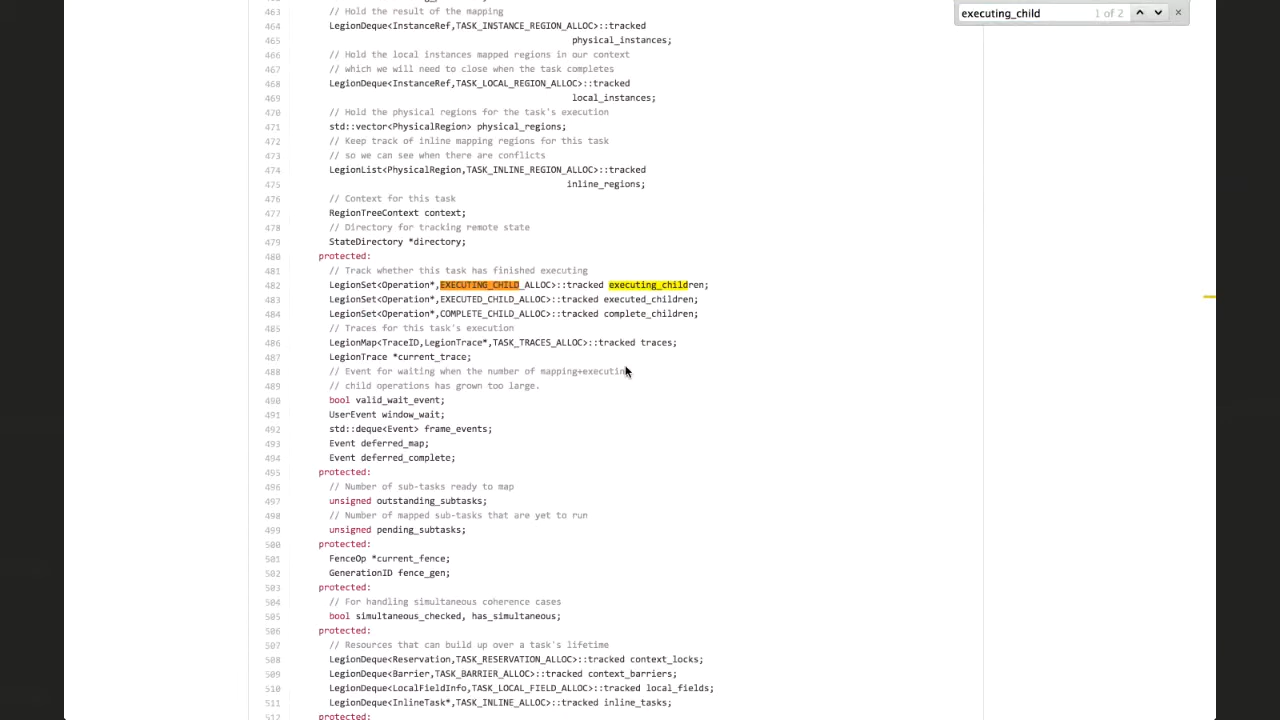 executing_child 1 of 2
463 // Hold the result of the mapping
464 LegionDeque<InstanceRef,TASK_INSTANCE_REGION_ALLOC>::tracked
465 physical_instances;
466 // Hold the local instances mapped regions in our context
467 // which we will need to close when the task completes
468 LegionDeque<InstanceRef,TASK_LOCAL_REGION_ALLOC>::tracked
469 local_instances;
470 // Hold the physical regions for the task's execution
471 std::vector<PhysicalRegion> physical_regions;
472 // Keep track of inline mapping regions for this task
473 // so we can see when there are conflicts
474 LegionList<PhysicalRegion,TASK_INLINE_REGION_ALLOC>::tracked
475 inline_regions;
476 // Context for this task
477 RegionTreeContext context;
478 // Directory for tracking remote state
479 StateDirectory *directory;
480 protected:
481 // Track whether this task has finished executing
482 LegionSet<Operation*,EXECUTING_CHILD_ALLOC>::tracked executing_children;
483 LegionSet<Operation*,EXECUTED_CHILD_ALLOC>::tracked executed_children;
484 LegionSet<Operation*,COMPLETE_CHILD_ALLOC>::tracked complete_children;
485 // Traces for this task's execution
486 LegionMap<TraceID,LegionTrace*,TASK_TRACES_ALLOC>::tracked traces;
487 LegionTrace *current_trace;
488 // Event for waiting when the number of mapping+executing
489 // child operations has grown too large.
490 bool valid_wait_event;
491 UserEvent window_wait;
492 std::deque<Event> frame_events;
493 Event deferred_map;
494 Event deferred_complete;
495 protected:
496 // Number of sub-tasks ready to map
497 unsigned outstanding_subtasks;
498 // Number of mapped sub-tasks that are yet to run
499 unsigned pending_subtasks;
500 protected:
501 FenceOp *current_fence;
502 GenerationID fence_gen;
503 protected:
504 // For handling simultaneous coherence cases
505 bool simultaneous_checked, has_simultaneous;
506 protected:
507 // Resources that can build up over a task's lifetime
508 LegionDeque<Reservation,TASK_RESERVATION_ALLOC>::tracked context_locks;
509 LegionDeque<Barrier,TASK_BARRIER_ALLOC>::tracked context_barriers;
510 LegionDeque<LocalFieldInfo,TASK_LOCAL_FIELD_ALLOC>::tracked local_fields;
511 LegionDeque<InlineTask*,TASK_INLINE_ALLOC>::tracked inline_tasks;
512 protected: